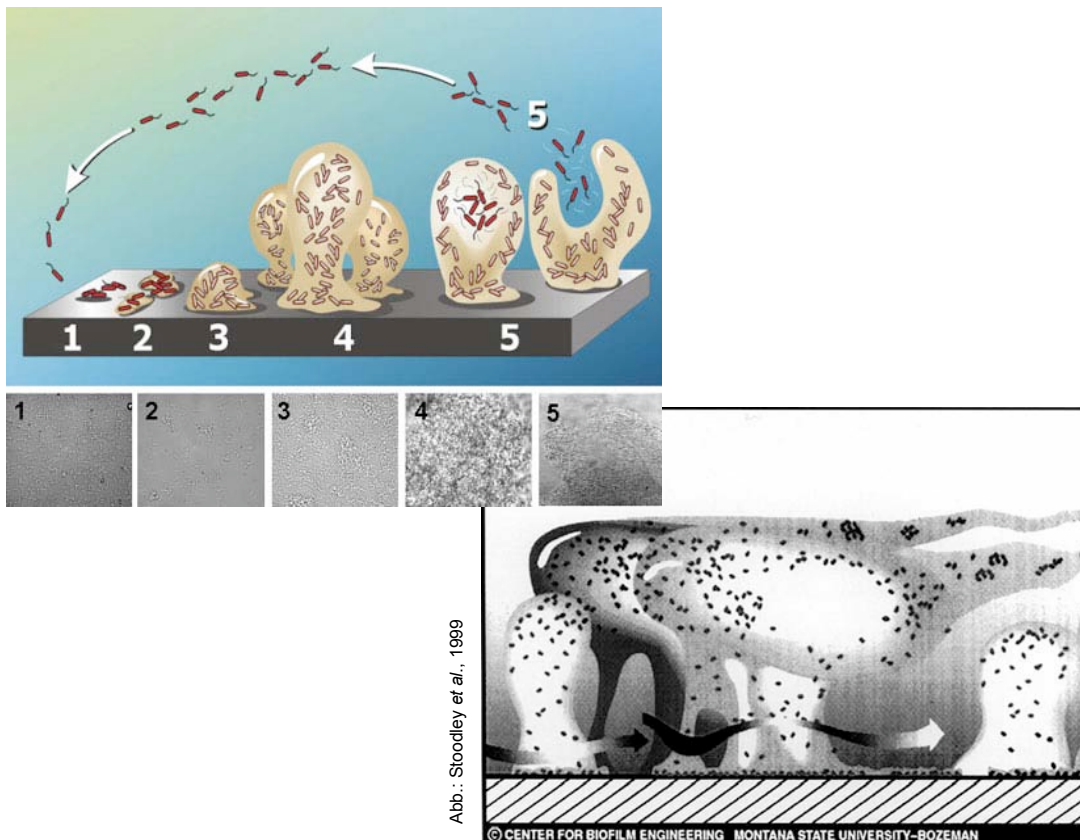 5
1 2 3 4 5
1 2 3 4 5
Abb.: Stoodley et al., 1999
© CENTER FOR BIOFILM ENGINEERING MONTANA STATE UNIVERSITY-BOZEMAN